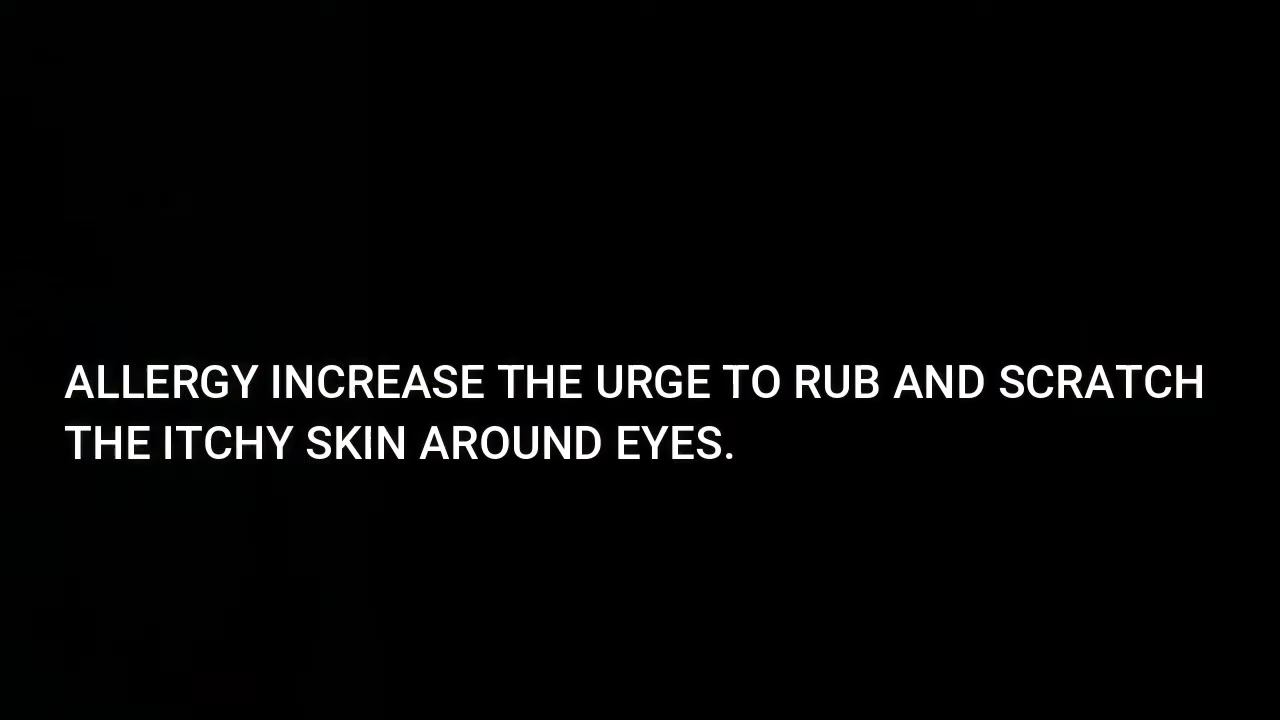 ALLERGY INCREASE THE URGE TO RUB AND SCRATCH
THE ITCHY SKIN AROUND EYES.